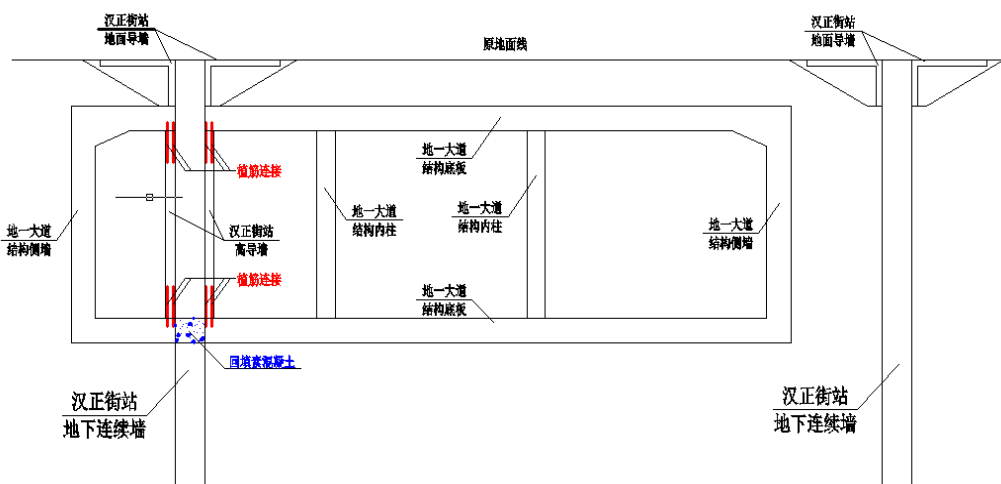 汉正街站
地面导墙
原地面线
汉正街站
地面导墙
地一大道
结构底板
植筋连接
地一大道
结构侧墙
汉正街站
高导墙
地一大道
结构内柱
地一大道
结构内柱
地一大道
结构侧墙
植筋连接
地一大道
结构底板
回填素混凝土
汉正街站
地下连续墙
汉正街站
地下连续墙